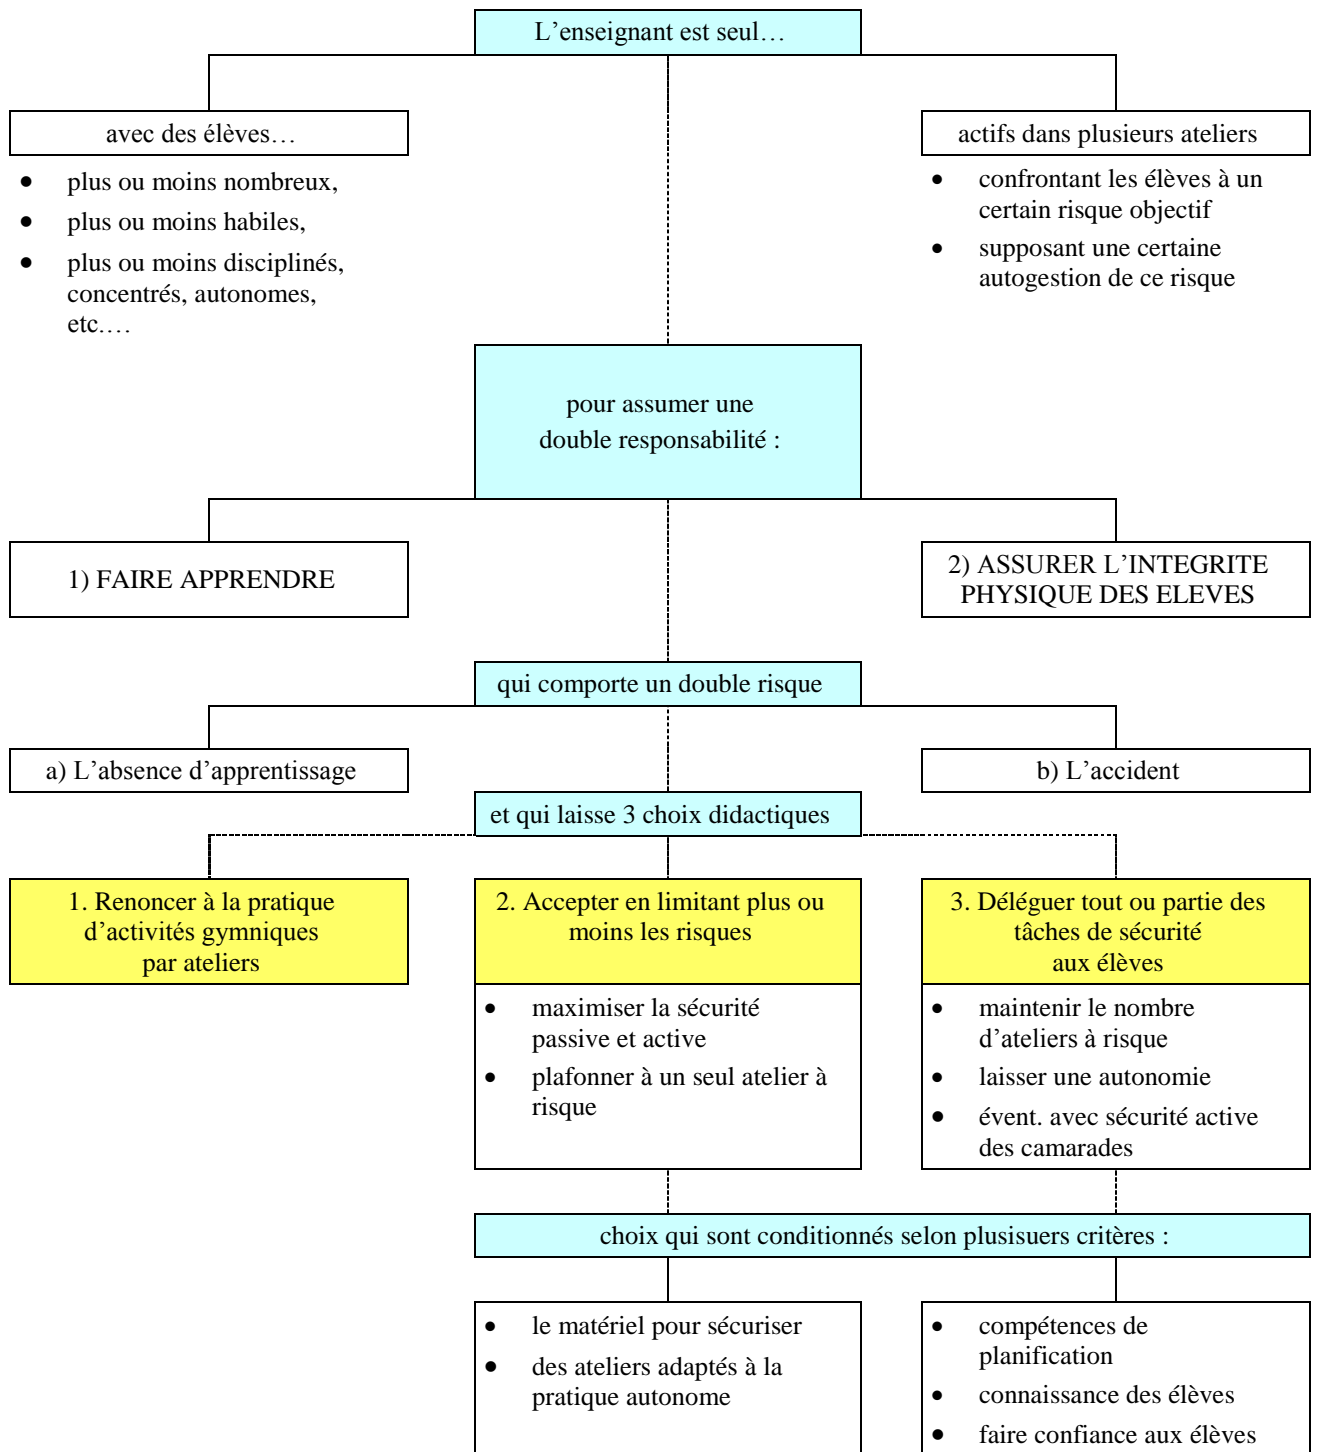 L’enseignant est seul…
avec des élèves…
• plus ou moins nombreux,
• plus ou moins habiles,
• plus ou moins disciplinés,
concentrés, autonomes,
etc.…
actifs dans plusieurs ateliers
• confrontant les élèves à un
certain risque objectif
• supposant une certaine
autogestion de ce risque
pour assumer une
double responsabilité :
1) FAIRE APPRENDRE
2) ASSURER L’INTEGRITE
PHYSIQUE DES ELEVES
qui comporte un double risque
a) L’absence d’apprentissage
b) L’accident
et qui laisse 3 choix didactiques
1. Renoncer à la pratique
d’activités gymniques
par ateliers
2. Accepter en limitant plus ou
moins les risques
• maximiser la sécurité
passive et active
• plafonner à un seul atelier à
risque
3. Déléguer tout ou partie des
tâches de sécurité
aux élèves
• maintenir le nombre
d’ateliers à risque
• laisser une autonomie
• évent. avec sécurité active
des camarades
choix qui sont conditionnés selon plusisuers critères :
• le matériel pour sécuriser
• des ateliers adaptés à la
pratique autonome
• compétences de
planification
• connaissance des élèves
• faire confiance aux élèves